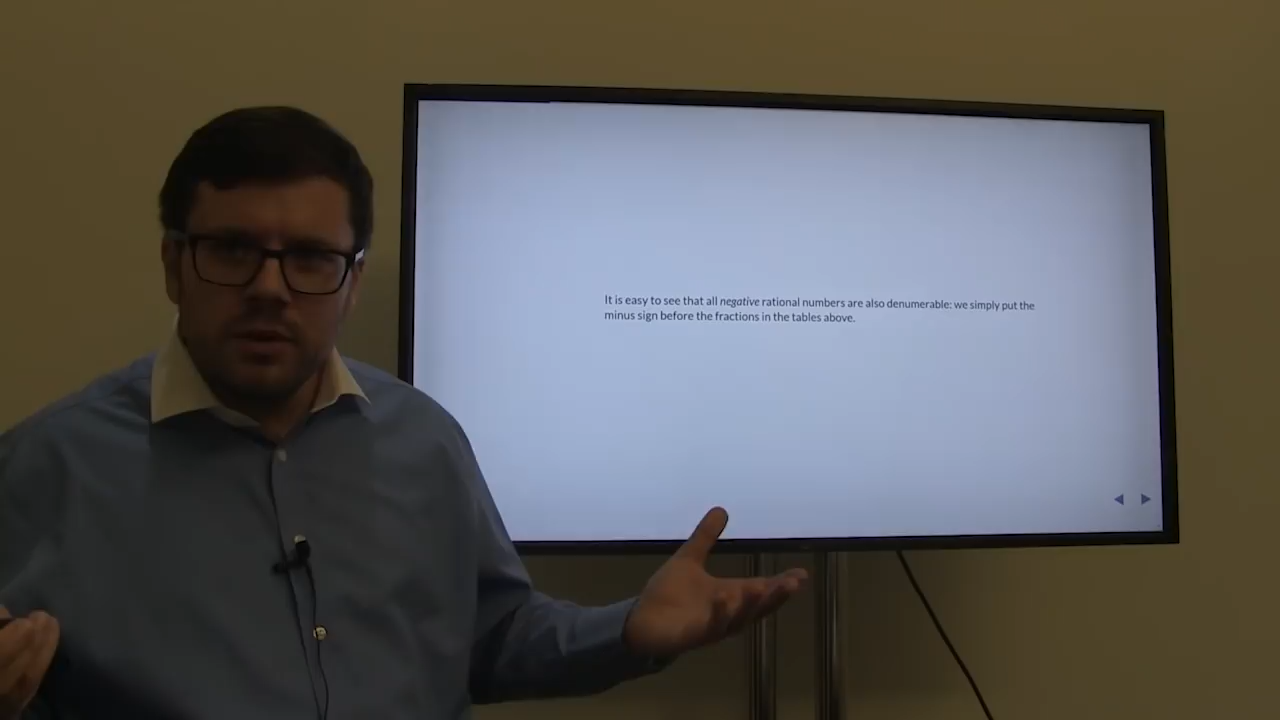 It is easy to see that all negative rational numbers are also denumerable: we simply put the
minus sign before the fractions in the tables above.